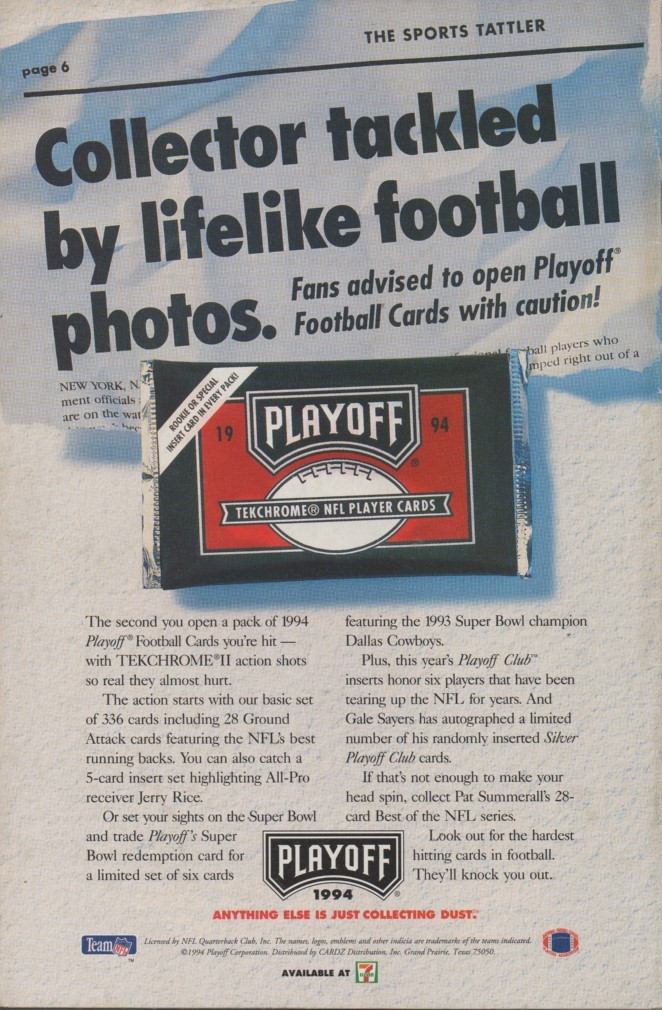 THE SPORTS TATTLER
page 6
Collector tackled
by lifelike football
photos.
Fans advised to open Playoff®
Football Cards with caution!
NEW YORK, N.
ment officials
are on the
ball players who
mped right out of a
ROOKIE OR SPECIAL
INSERT CARD IN EVERY PACK!
19 PLAYOFF® 94
TEKCHROME® NFL PLAYER CARDS
The second you open a pack of 1994
Playoff® Football Cards you're hit —
with TEKCHROME®II action shots
so real they almost hurt.
The action starts with our basic set
of 336 cards including 28 Ground
Attack cards featuring the NFL's best
running backs. You can also catch a
5-card insert set highlighting All-Pro
receiver Jerry Rice.
Or set your sights on the Super Bowl
and trade Playoff's Super
Bowl redemption card for
a limited set of six cards
featuring the 1993 Super Bowl champion
Dallas Cowboys.
Plus, this year's Playoff Club™
inserts honor six players that have been
tearing up the NFL for years. And
Gale Sayers has autographed a limited
number of his randomly inserted Silver
Playoff Club cards.
If that's not enough to make your
head spin, collect Pat Summerall's 28-
card Best of the NFL series.
Look out for the hardest
hitting cards in football.
They'll knock you out.
PLAYOFF®
1994
ANYTHING ELSE IS JUST COLLECTING DUST.™
Team NFL™
Licensed by NFL Quarterback Club, Inc. The names, logos, emblems and other indicia are trademarks of the teams indicated.
©1994 Playoff Corporation. Distributed by CARDZ Distribution, Inc. Grand Prairie, Texas 75050.
AVAILABLE AT 7 ELEVEN